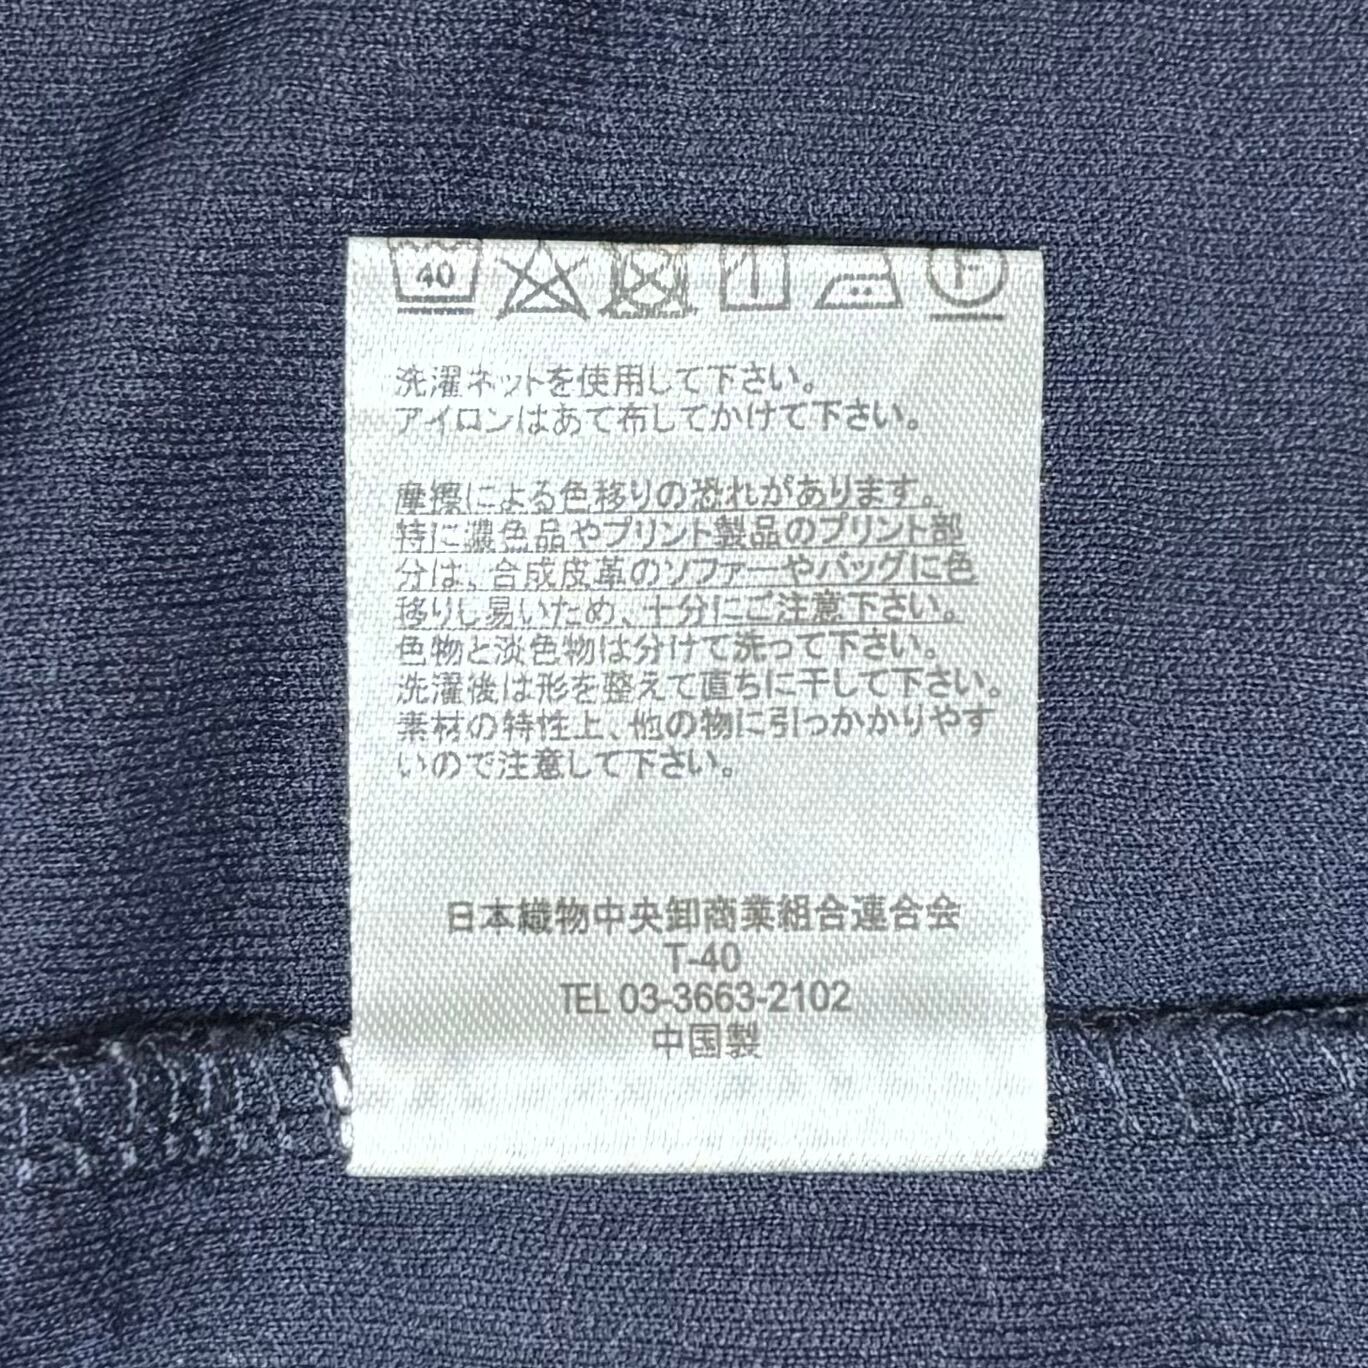 40
F
洗濯ネットを使用して下さい。
アイロンはあて布してかけて下さい。
摩擦による色移りの恐れがあります。
特に濃色品やプリント製品のプリント部
分は、合成皮革のソファーやバッグに色
移りし易いため、十分にご注意下さい。
色物と淡色物は分けて洗って下さい。
洗濯後は形を整えて直ちに干して下さい。
素材の特性上、他の物に引っかかりやす
いので注意して下さい。
日本織物中央卸商業組合連合会
T-40
TEL 03-3663-2102
中国製